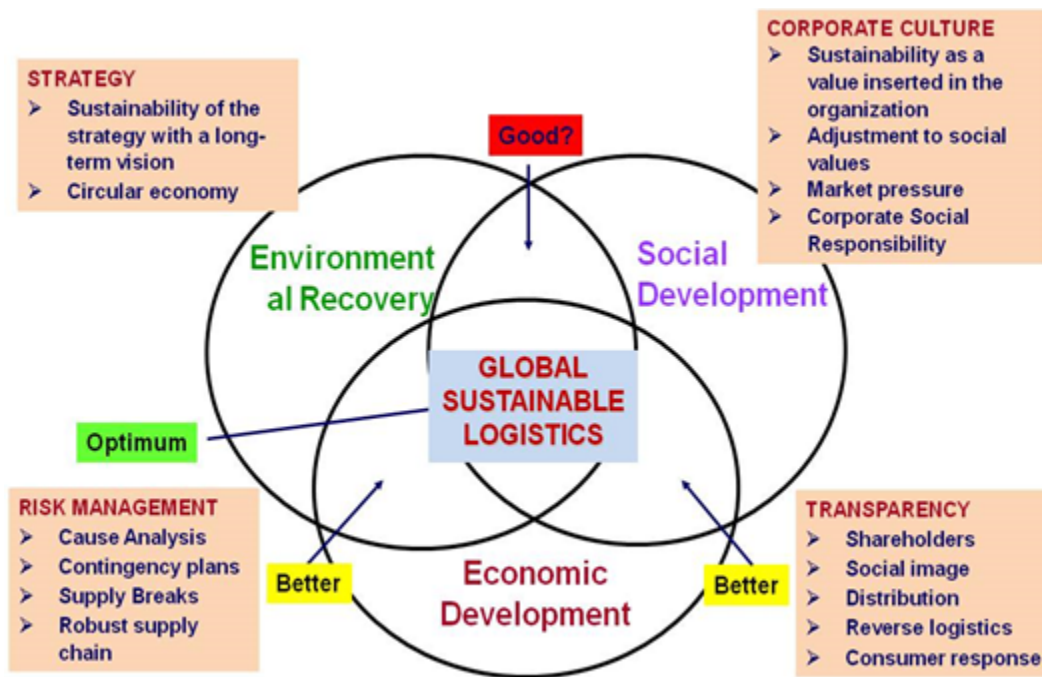 STRATEGY
➤ Sustainability of the
strategy with a long-
term vision
➤ Circular economy
Good?
CORPORATE CULTURE
➤ Sustainability as a
value inserted in the
organization
➤ Adjustment to social
values
➤ Market pressure
➤ Corporate Social
Responsibility
Environment
al Recovery
Social
Development
GLOBAL
SUSTAINABLE
LOGISTICS
Optimum
RISK MANAGEMENT
➤ Cause Analysis
➤ Contingency plans
➤ Supply Breaks
➤ Robust supply
chain
Better
Economic
Development
Better
TRANSPARENCY
➤ Shareholders
➤ Social image
➤ Distribution
➤ Reverse logistics
➤ Consumer response